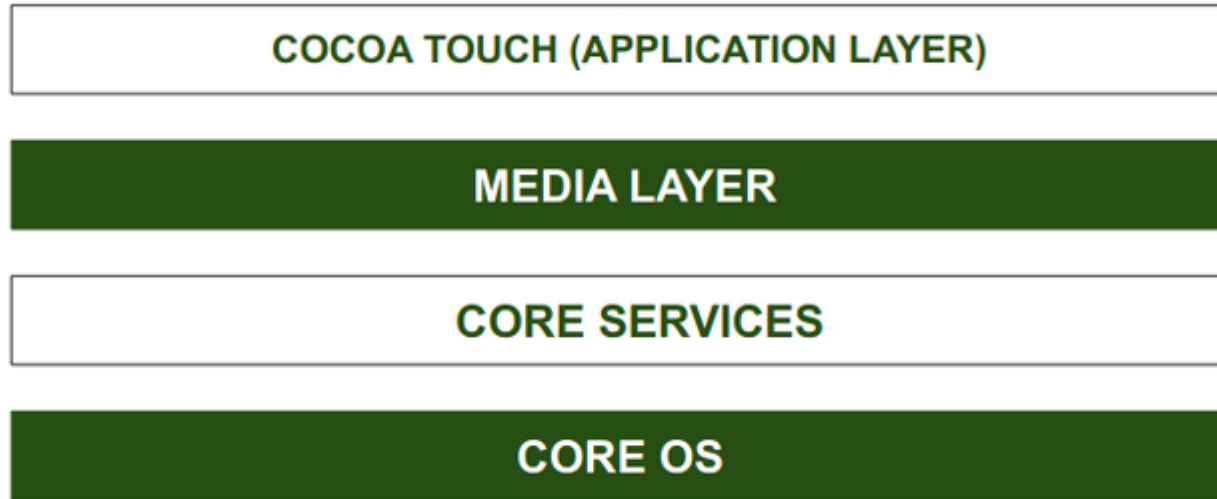 COCOA TOUCH (APPLICATION LAYER)
MEDIA LAYER
CORE SERVICES
CORE OS